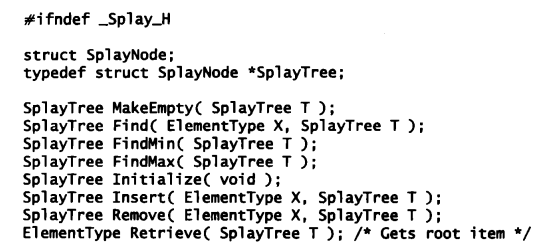 #ifndef _Splay_H
struct SplayNode;
typedef struct SplayNode *SplayTree;
SplayTree MakeEmpty( SplayTree T );
SplayTree Find( ElementType X, SplayTree T );
SplayTree FindMin( SplayTree T );
SplayTree FindMax( SplayTree T );
SplayTree Initialize( void );
SplayTree Insert( ElementType X, SplayTree T );
SplayTree Remove( ElementType X, SplayTree T );
ElementType Retrieve( SplayTree T ); /* Gets root item */